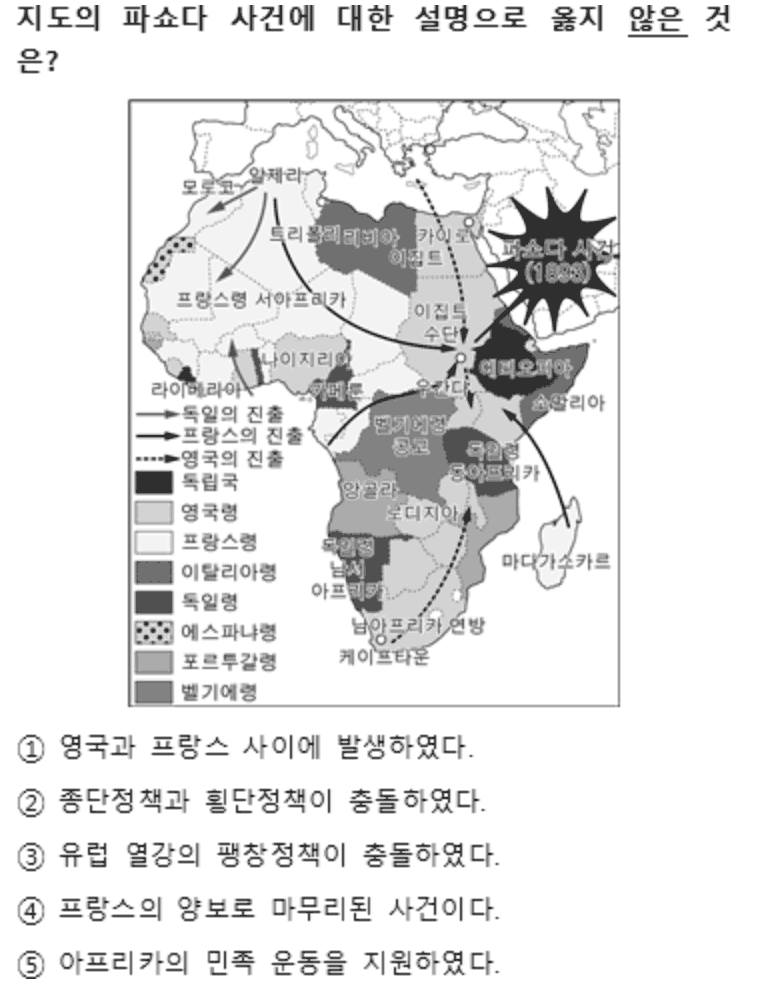 지도의 파쇼다 사건에 대한 설명으로 옳지 않은 것
은?
알제리
모로코
트리폴리
리비아
카이로
이집트
파쇼다 사건
(1898)
프랑스령 서아프리카
이집트
수단
나이지리아
에티오피아
라이베리아
카메룬
우간다
소말리아
독일의 진출
프랑스의 진출
영국의 진출
벨기에령
콩고
독일령
동아프리카
독립국
앙골라
로디지아
영국령
프랑스령
독일령
남서
아프리카
마다가스카르
이탈리아령
독일령
에스파냐령
남아프리카 연방
포르투갈령
케이프타운
벨기에령
① 영국과 프랑스 사이에 발생하였다.
② 종단정책과 횡단정책이 충돌하였다.
③ 유럽 열강의 팽창정책이 충돌하였다.
④ 프랑스의 양보로 마무리된 사건이다.
⑤ 아프리카의 민족 운동을 지원하였다.